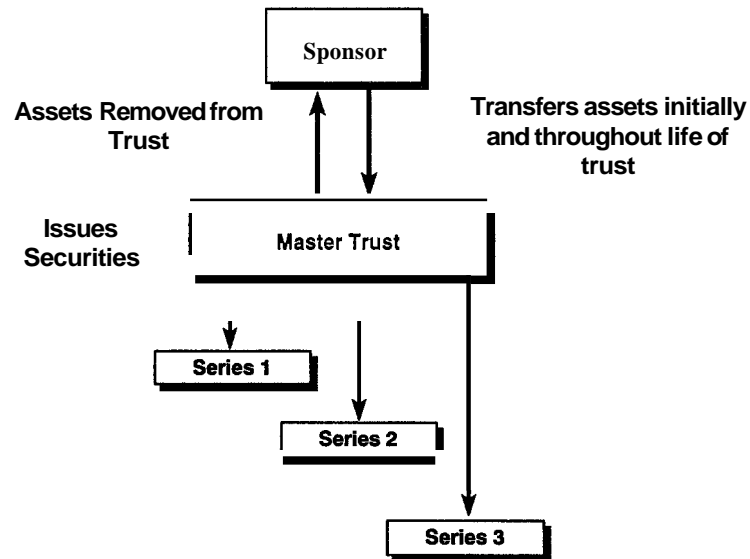 Sponsor
Assets Removed from
Trust
Transfers assets initially
and throughout life of
trust
Issues
Securities
Master Trust
Series 1
Series 2
Series 3